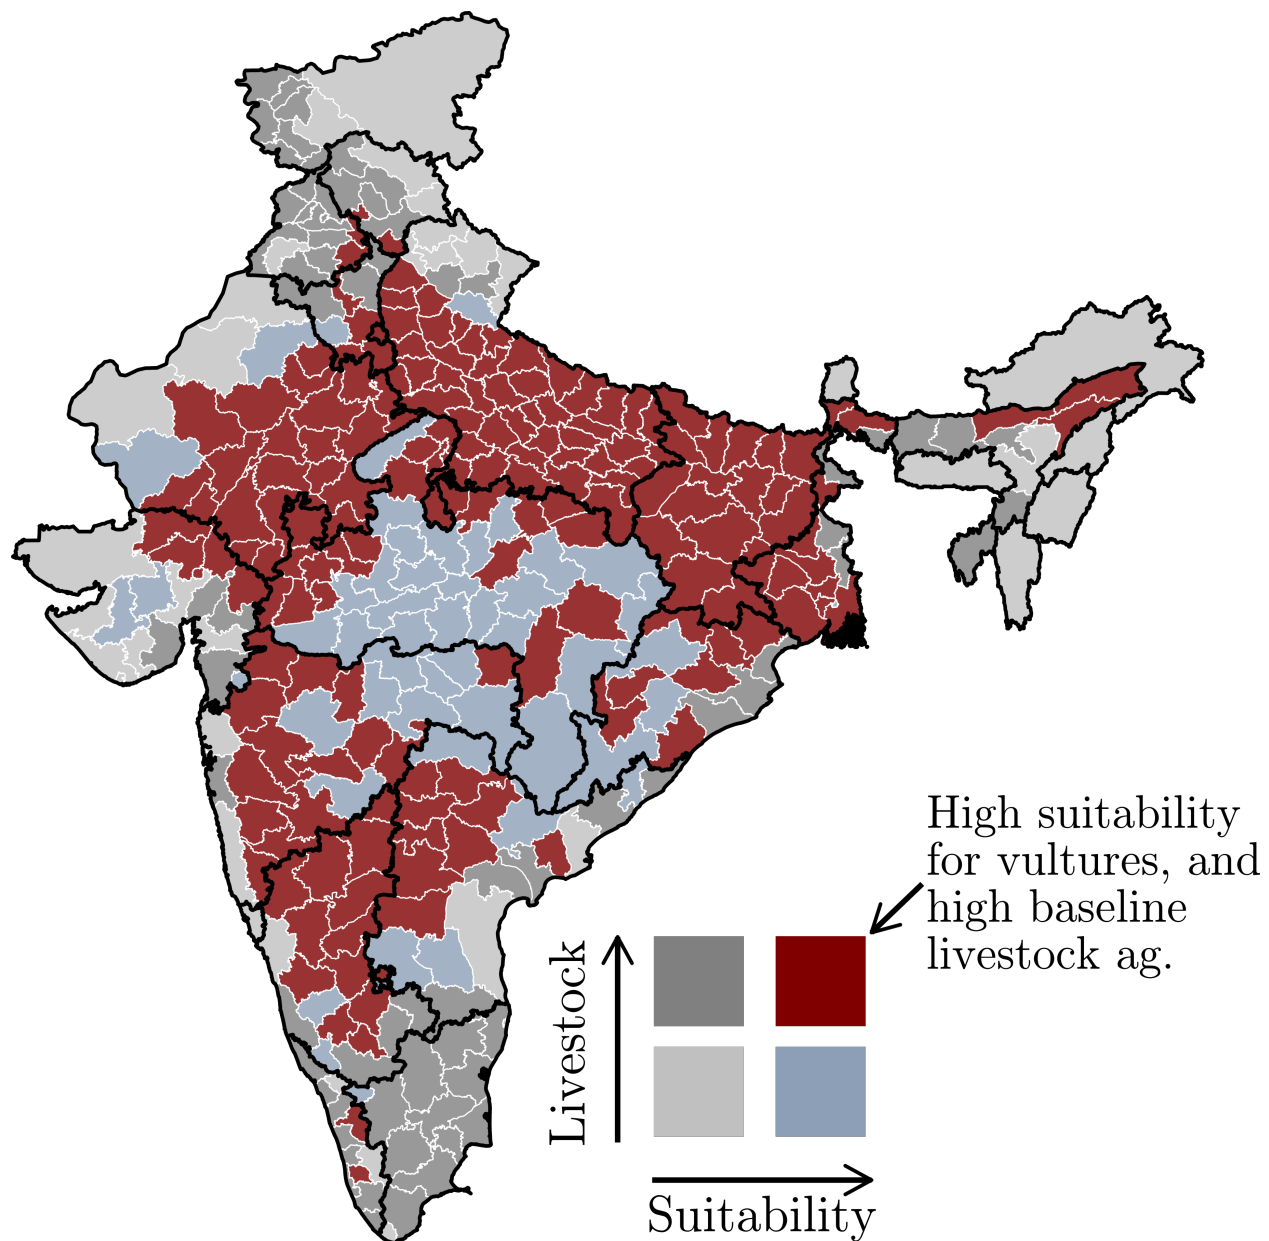 High suitability
for vultures, and
high baseline
livestock ag.
Livestock
Suitability